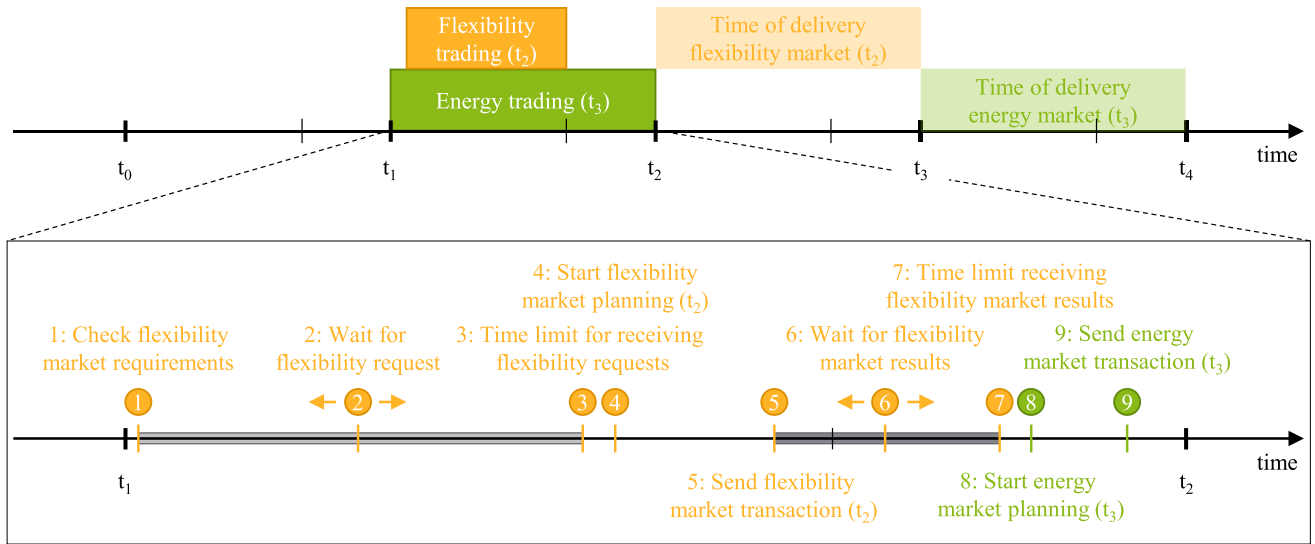 Flexibility
trading (t₂)
Time of delivery
flexibility market (t₂)
Energy trading (t₃)
Time of delivery
energy market (t₃)
t₀
t₁
t₂
t₃
t₄
time
4: Start flexibility
market planning (t₂)
7: Time limit receiving
flexibility market results
1: Check flexibility
market requirements
2: Wait for
flexibility request
3: Time limit for receiving
flexibility requests
6: Wait for flexibility
market results
9: Send energy
market transaction (t₃)
1
2
3
4
5
6
7
8
9
t₁
5: Send flexibility
market transaction (t₂)
8: Start energy
market planning (t₃)
t₂
time